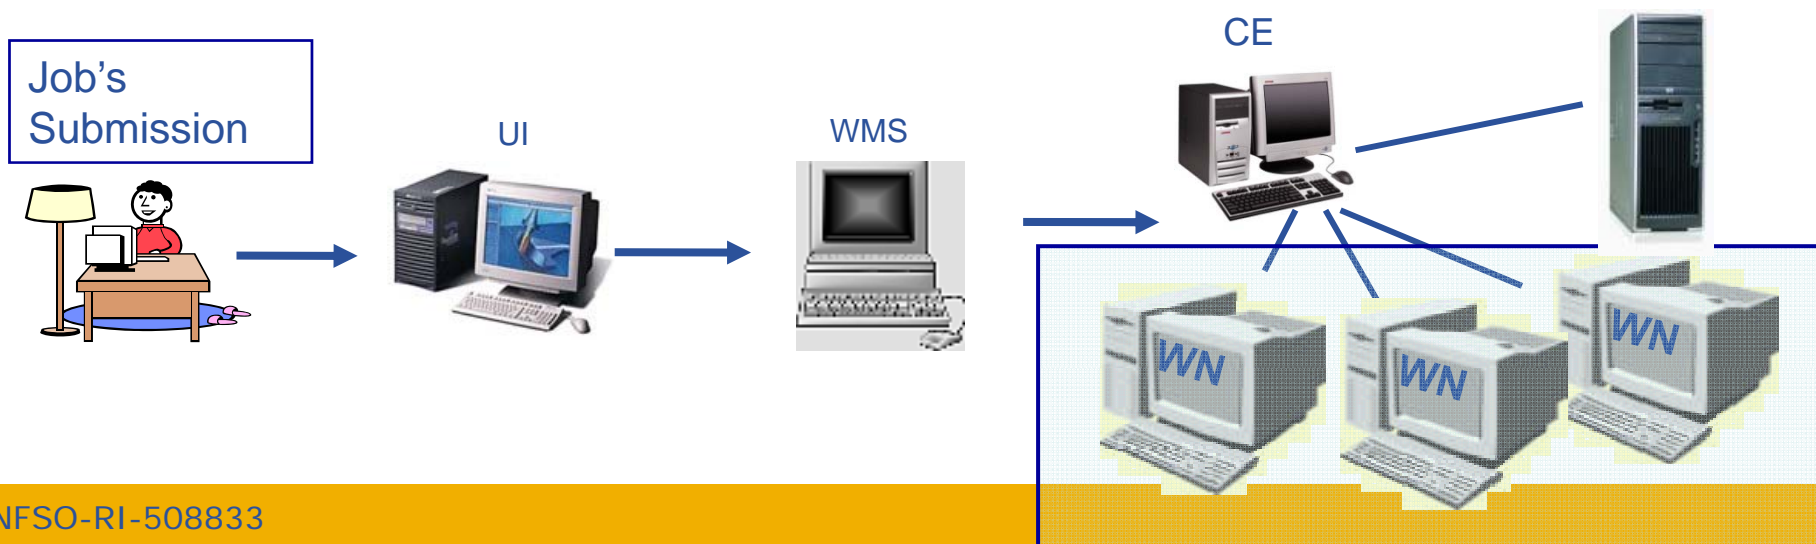 Job's
Submission
UI
WMS
CE
WN
WN
WN
NFSO-RI-508833